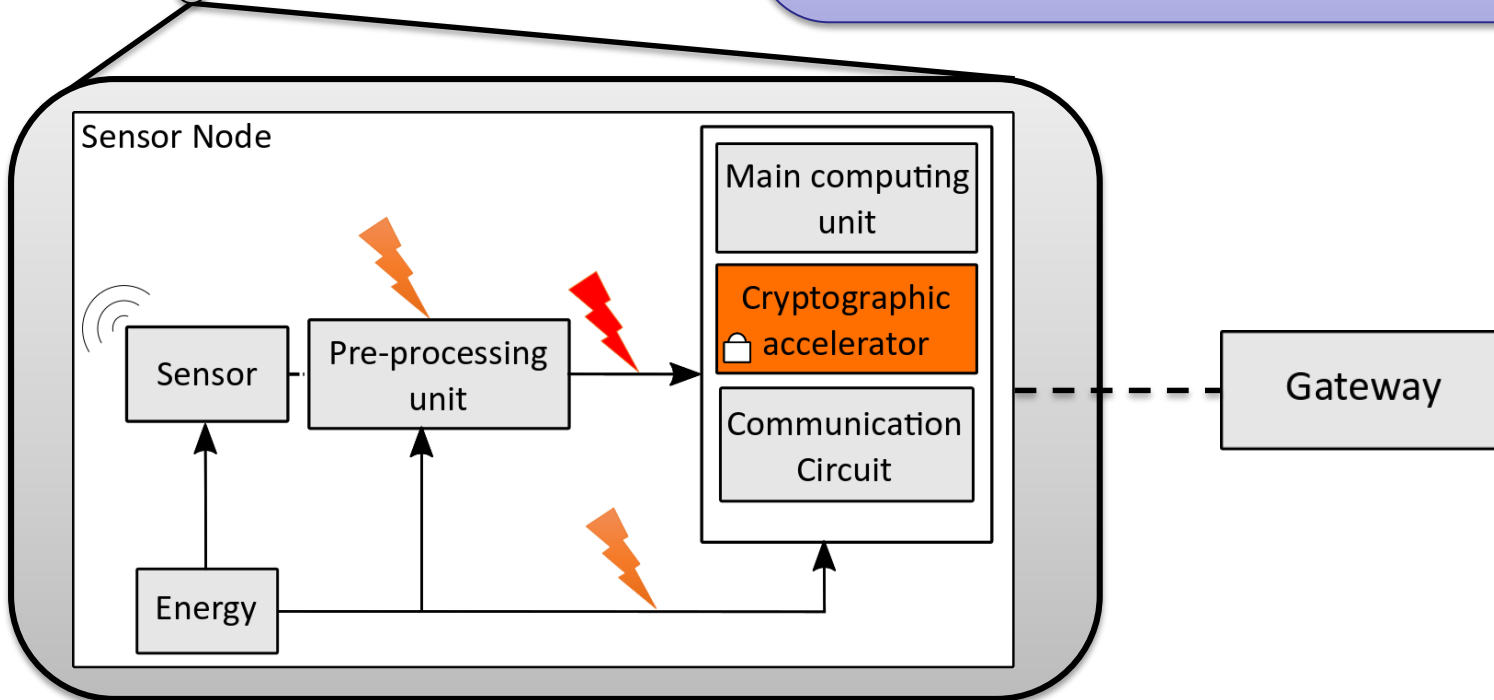 Sensor Node
Main computing
unit
Cryptographic
accelerator
Sensor
Pre-processing
unit
Communication
Circuit
Gateway
Energy